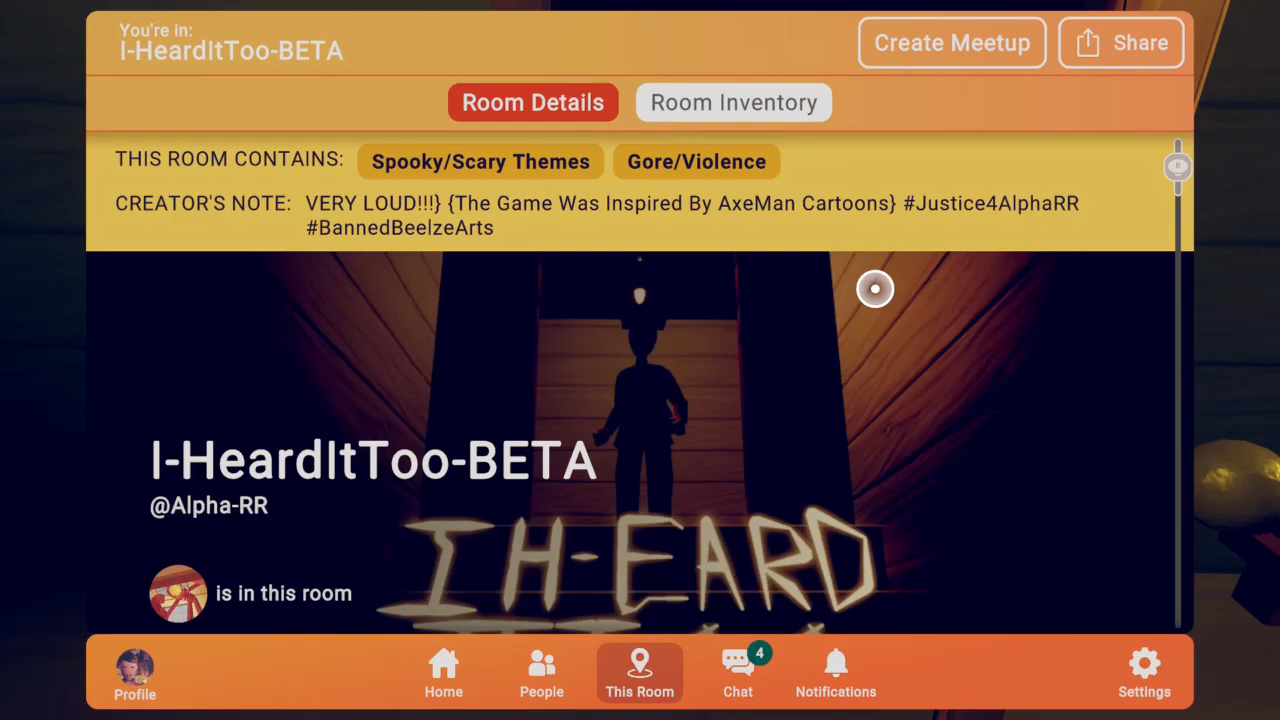 You're in:
I-HeardItToo-BETA
Create Meetup
Share
Room Details
Room Inventory
THIS ROOM CONTAINS: Spooky/Scary Themes Gore/Violence
CREATOR'S NOTE: VERY LOUD!!!} {The Game Was Inspired By AxeMan Cartoons} #Justice4AlphaRR
#BannedBeelzeArts
I-HeardItToo-BETA
@Alpha-RR
I H-EARD
is in this room
Profile
Home
People
This Room
4
Chat
Notifications
Settings